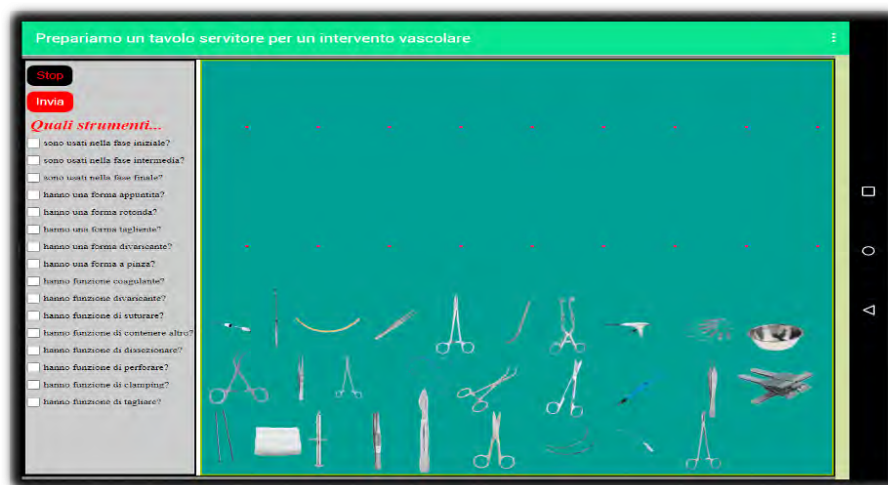 Prepariamo un tavolo servitore per un intervento vascolare
Stop
Invia
Quali strumenti...
sono usati nella fase iniziale?
sono usati nella fase intermedia?
sono usati nella fase finale?
hanno una forma appuntita?
hanno una forma rotonda?
hanno una forma tagliente?
hanno una forma divaricante?
hanno una forma a pinza?
hanno funzione coagulante?
hanno funzione divaricante?
hanno funzione di suturare?
hanno funzione di contenere altro?
hanno funzione di dissezionare?
hanno funzione di perforare?
hanno funzione di clamping?
hanno funzione di tagliare?